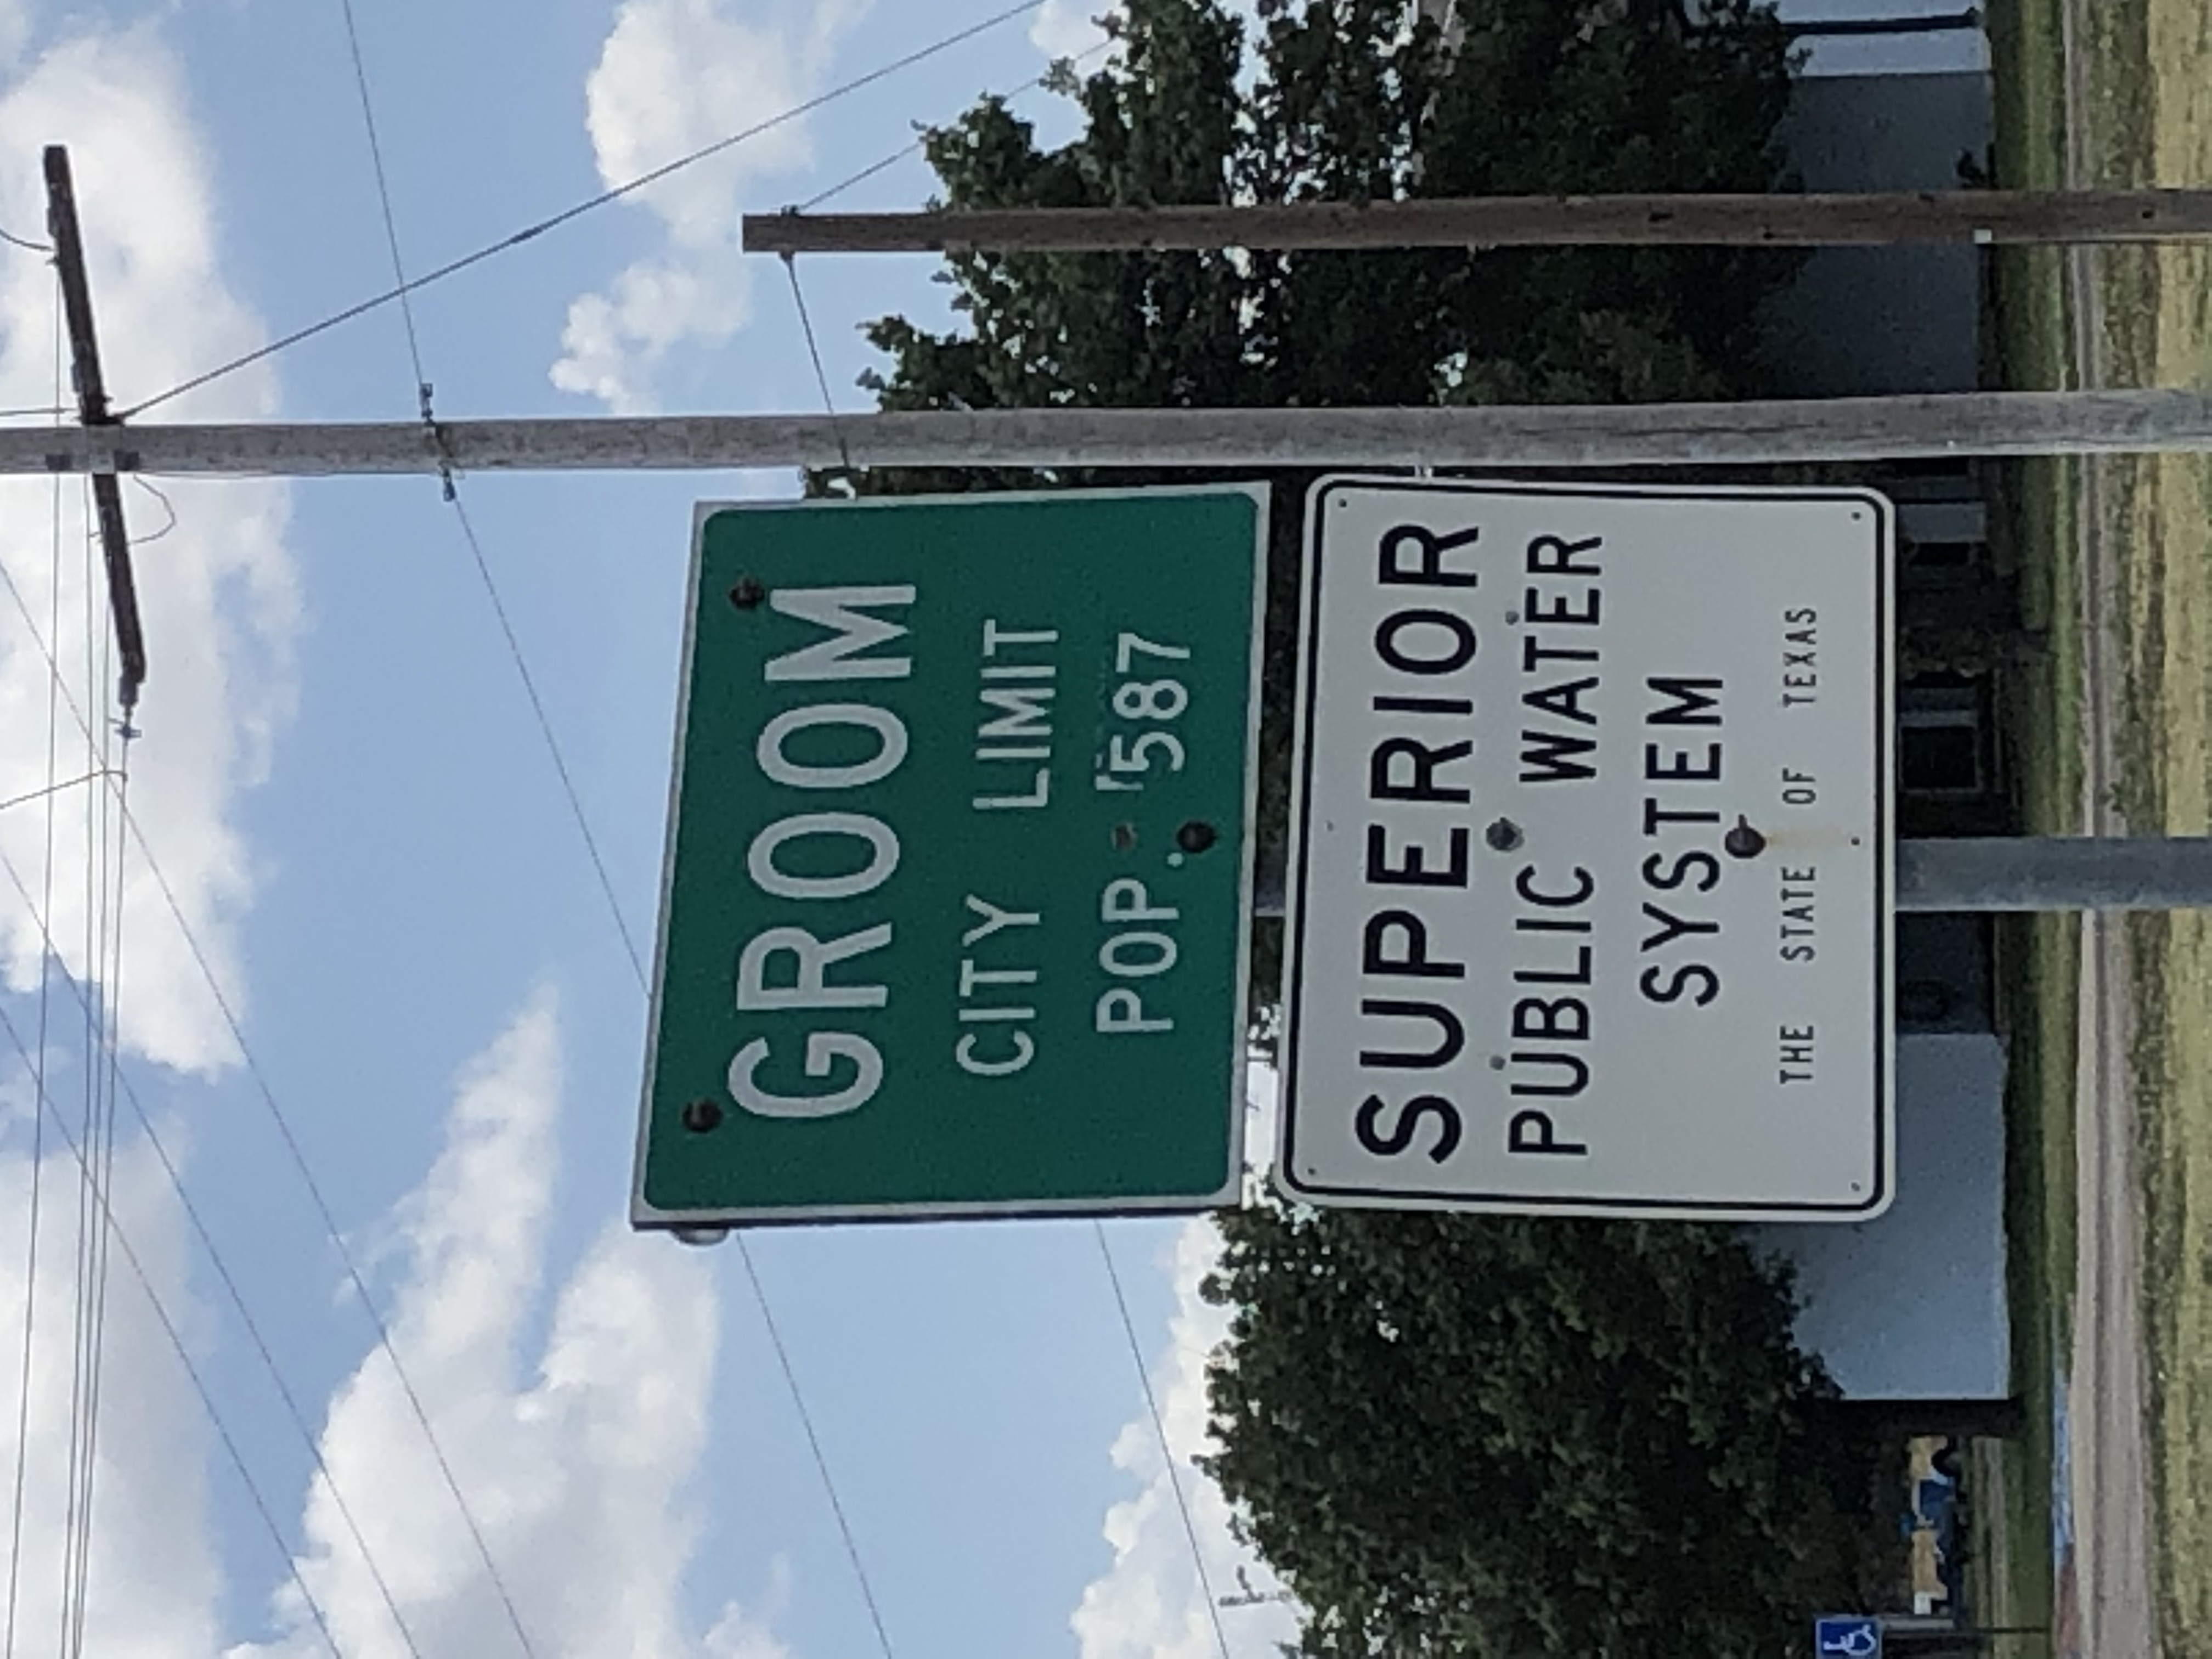 GROOM
CITY LIMIT
POP. 587
SUPERIOR
PUBLIC WATER
SYSTEM
THE STATE OF TEXAS